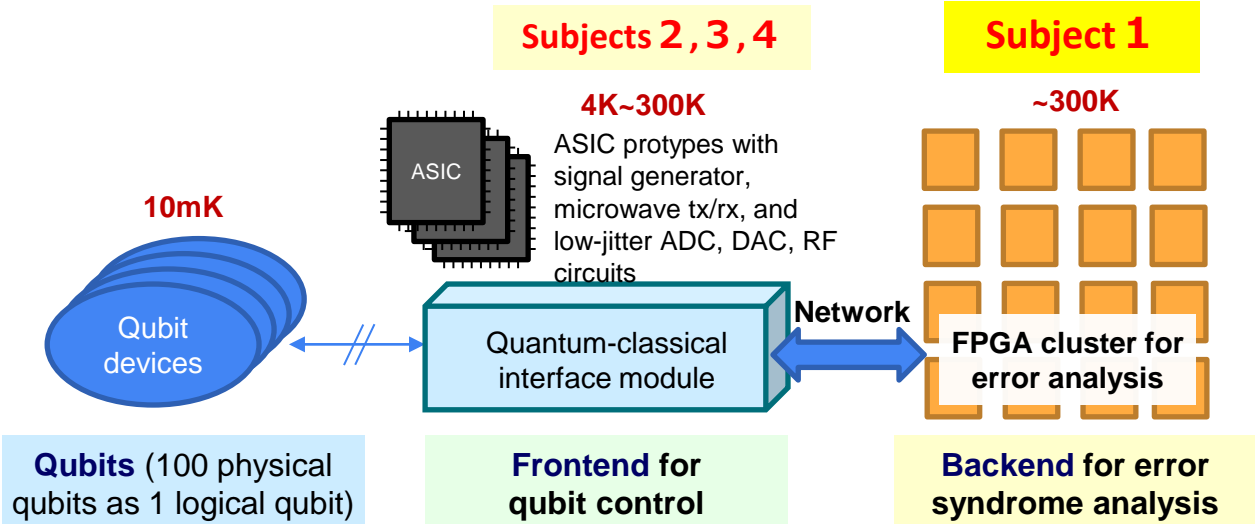 Subjects 2,3,4
Subject 1
4K~300K
~300K
ASIC
ASIC protypes with
signal generator,
microwave tx/rx, and
low-jitter ADC, DAC, RF
circuits
10mK
Qubit
devices
Quantum-classical
interface module
Network
FPGA cluster for
error analysis
Qubits (100 physical
qubits as 1 logical qubit)
Frontend for
qubit control
Backend for error
syndrome analysis